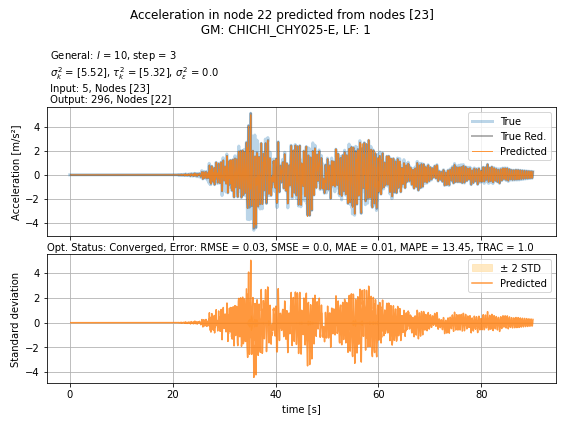 Acceleration in node 22 predicted from nodes [23]
GM: CHICHI_CHY025-E, LF: 1
General: l = 10, step = 3
σ²ₖ = [5.52], τ²ₖ = [5.32], σ²ε = 0.0
Input: 5, Nodes [23]
Output: 296, Nodes [22]
Acceleration [m/s²]
4
2
0
−2
−4
True
True Red.
Predicted
Opt. Status: Converged, Error: RMSE = 0.03, SMSE = 0.0, MAE = 0.01, MAPE = 13.45, TRAC = 1.0
Standard deviation
4
2
0
−2
−4
± 2 STD
Predicted
0 20 40 60 80
time [s]